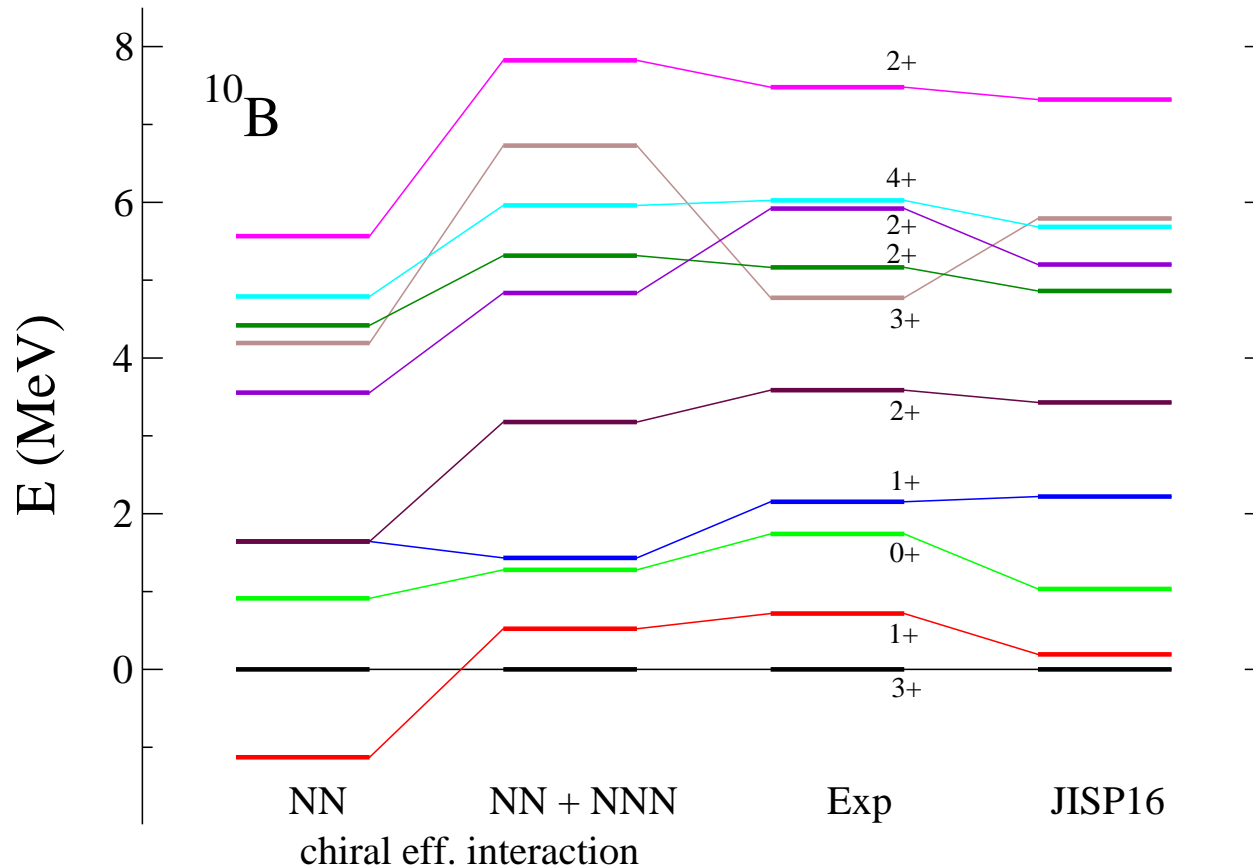 8
2+
10B
4+
6
2+
2+
3+
4
2+
E (MeV)
1+
2
0+
1+
0
3+
NN
NN + NNN
Exp
JISP16
chiral eff. interaction